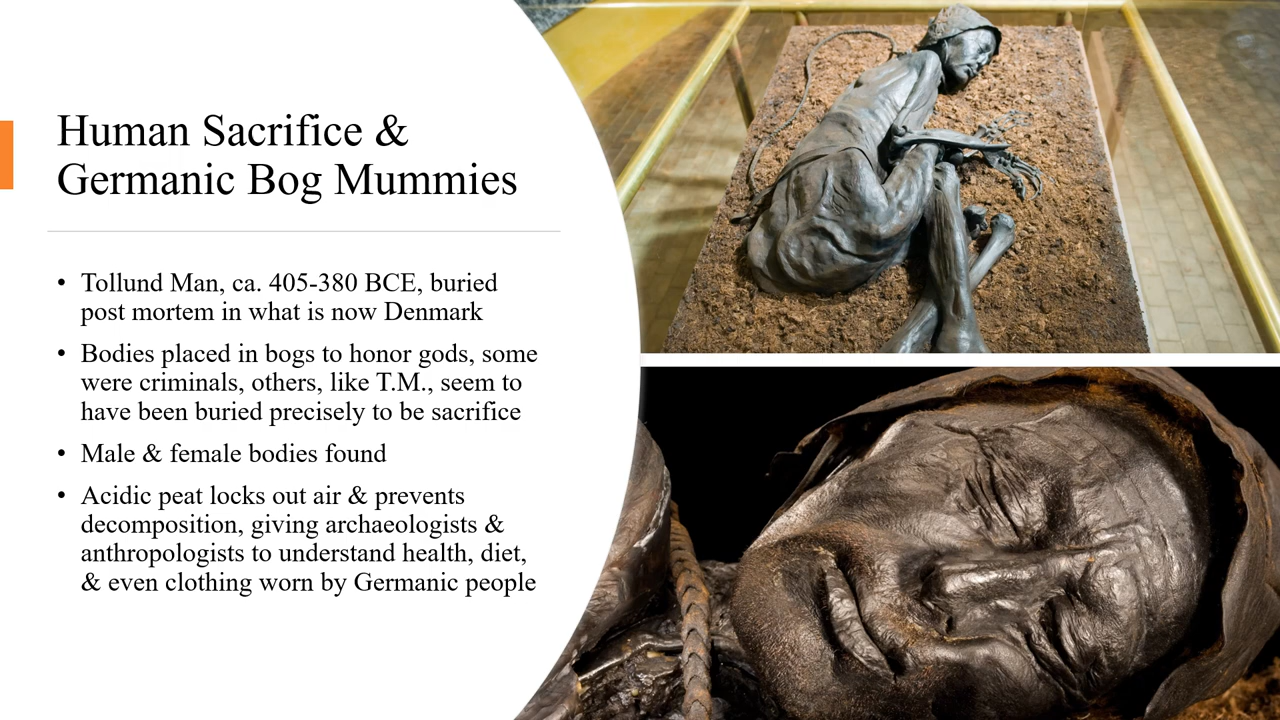 Human Sacrifice &
Germanic Bog Mummies
• Tollund Man, ca. 405-380 BCE, buried
post mortem in what is now Denmark
• Bodies placed in bogs to honor gods, some
were criminals, others, like T.M., seem to
have been buried precisely to be sacrifice
• Male & female bodies found
• Acidic peat locks out air & prevents
decomposition, giving archaeologists &
anthropologists to understand health, diet,
& even clothing worn by Germanic people